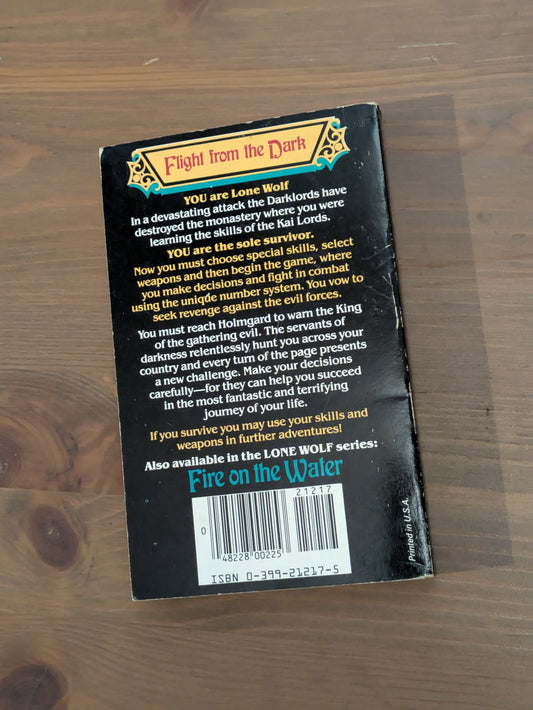 Flight from the Dark
YOU are Lone Wolf
In a devastating attack the Darklords have
destroyed the monastery where you were
learning the skills of the Kai Lords.
YOU are the sole survivor.
Now you must choose special skills, select
weapons and then begin the game, where
you make decisions and fight in combat
using the unique number system. You vow to
seek revenge against the evil forces.
You must reach Holmgard to warn the King
of the gathering evil. The servants of
darkness relentlessly hunt you across your
country and every turn of the page presents
a new challenge. Make your decisions
carefully—for they can help you succeed
in the most fantastic and terrifying
journey of your life.
If you survive you may use your skills and
weapons in further adventures!
Also available in the LONE WOLF series:
Fire on the Water
21217
0
48228 00225
ISBN 0-399-21217-5
Printed in U.S.A.